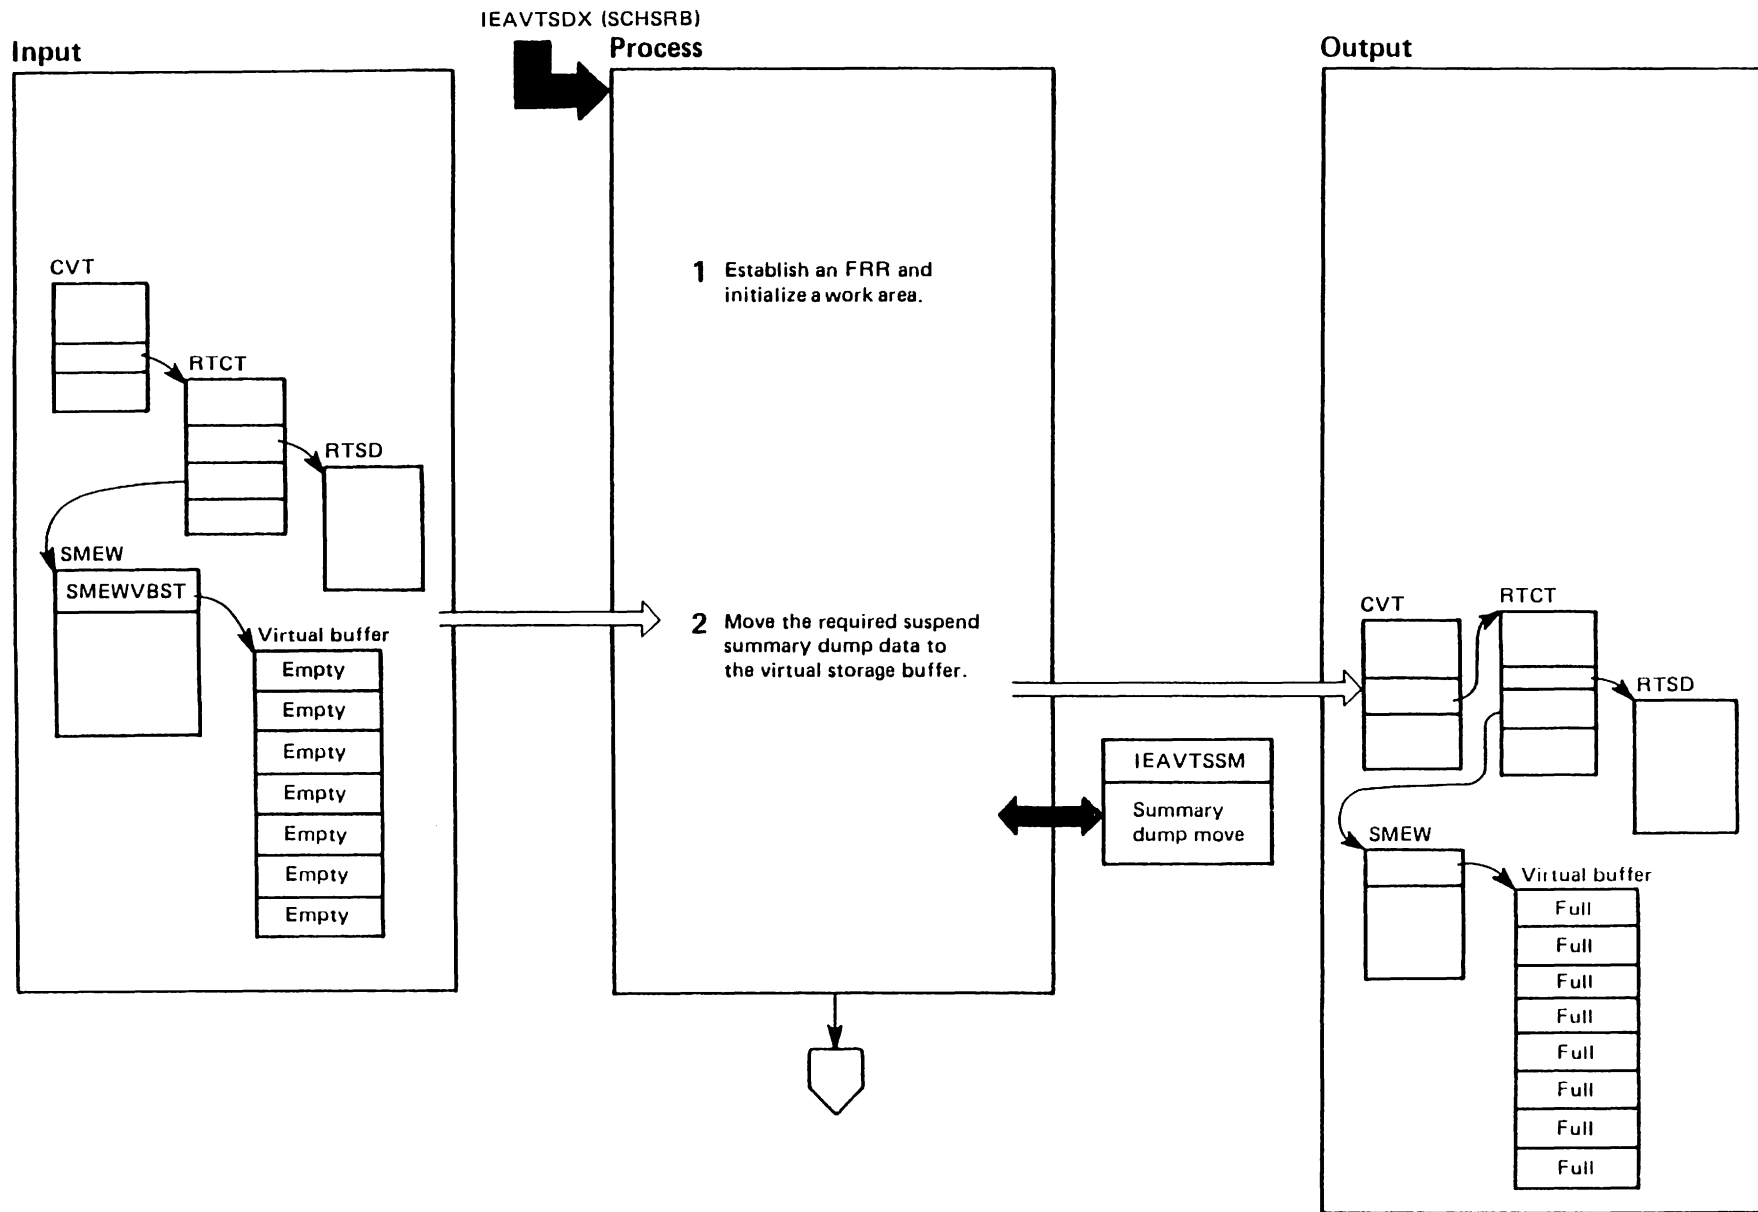 IEAVTSDX (SCHSRB)
Input
Process
Output
CVT
RTCT
RTSD
SMEW
SMEWVBST
Virtual buffer
Empty
Empty
Empty
Empty
Empty
Empty
Empty
1 Establish an FRR and
initialize a work area.
2 Move the required suspend
summary dump data to
the virtual storage buffer.
IEAVTSSM
Summary
dump move
CVT
RTCT
RTSD
SMEW
Virtual buffer
Full
Full
Full
Full
Full
Full
Full
Full